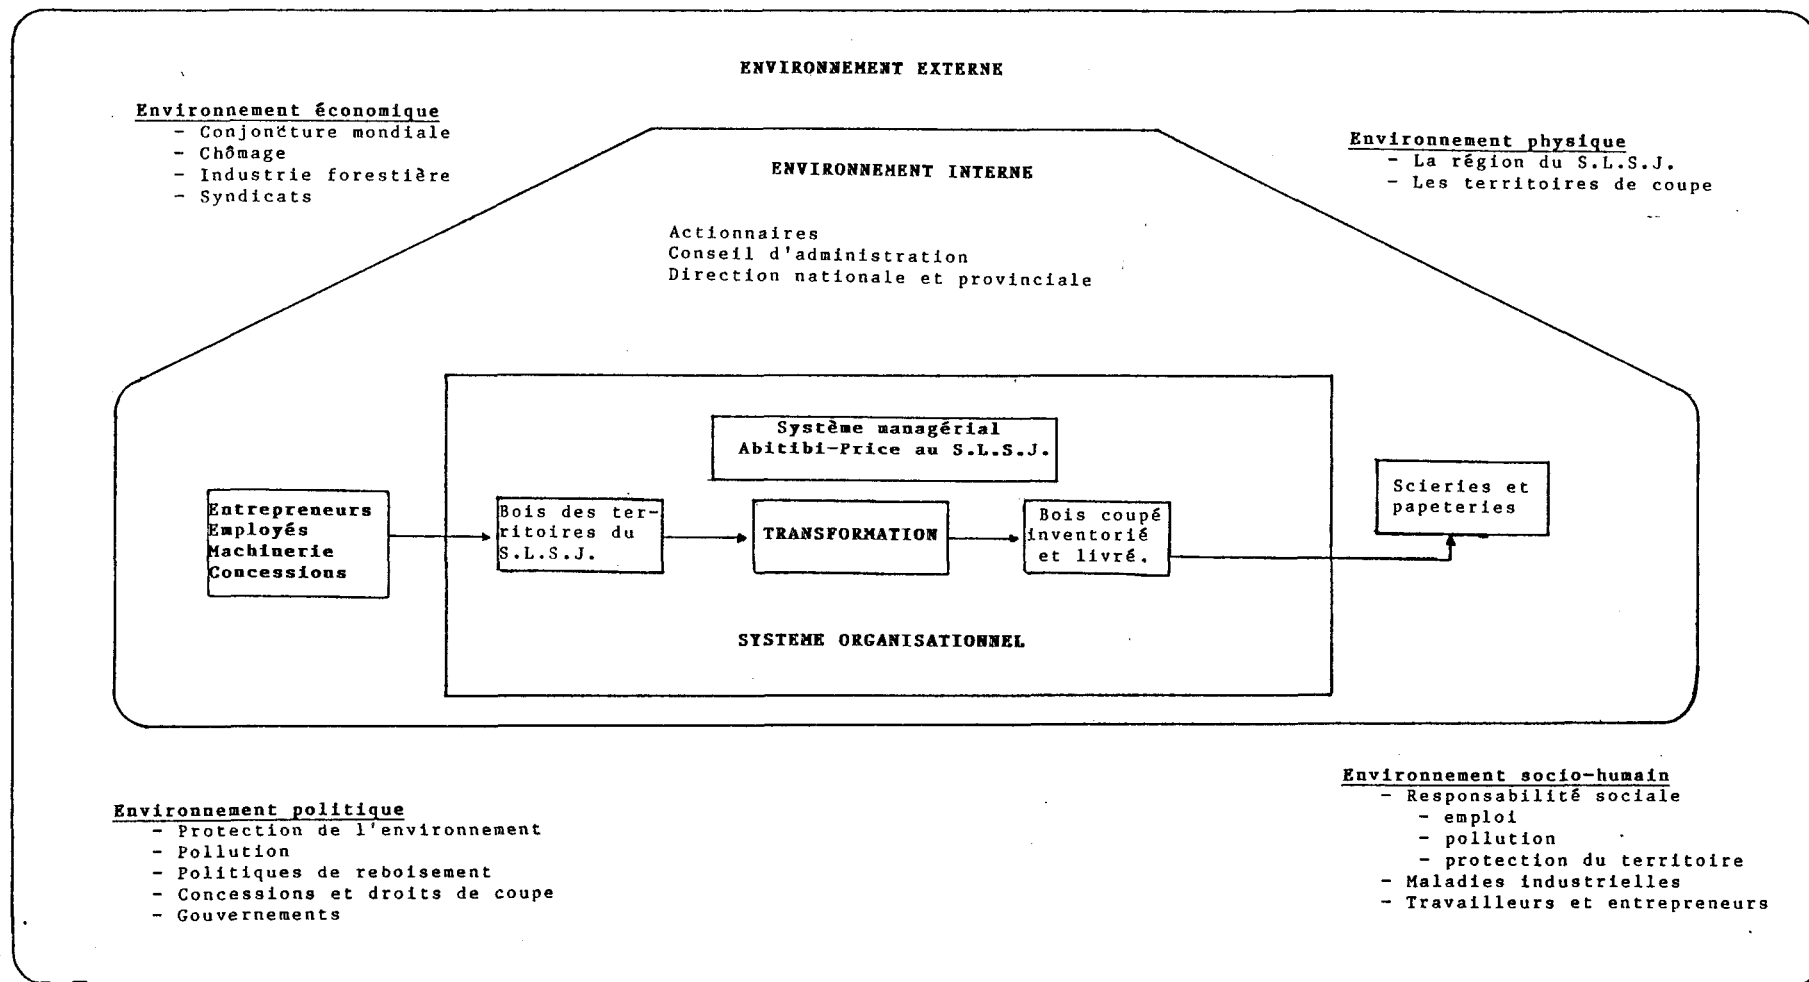 ENVIRONNEMENT EXTERNE
Environnement économique
- Conjoncture mondiale
- Chômage
- Industrie forestière
- Syndicats
Environnement physique
- La région du S.L.S.J.
- Les territoires de coupe
ENVIRONNEMENT INTERNE
Actionnaires
Conseil d'administration
Direction nationale et provinciale
Système managérial
Abitibi-Price au S.L.S.J.
Entrepreneurs
Employés
Machinerie
Concessions
Bois des ter-
ritoires du
S.L.S.J.
TRANSFORMATION
Bois coupé
inventorié
et livré.
Scieries et
papeteries
SYSTEME ORGANISATIONNEL
Environnement politique
- Protection de l'environnement
- Pollution
- Politiques de reboisement
- Concessions et droits de coupe
- Gouvernements
Environnement socio-humain
- Responsabilité sociale
- emploi
- pollution
- protection du territoire
- Maladies industrielles
- Travailleurs et entrepreneurs